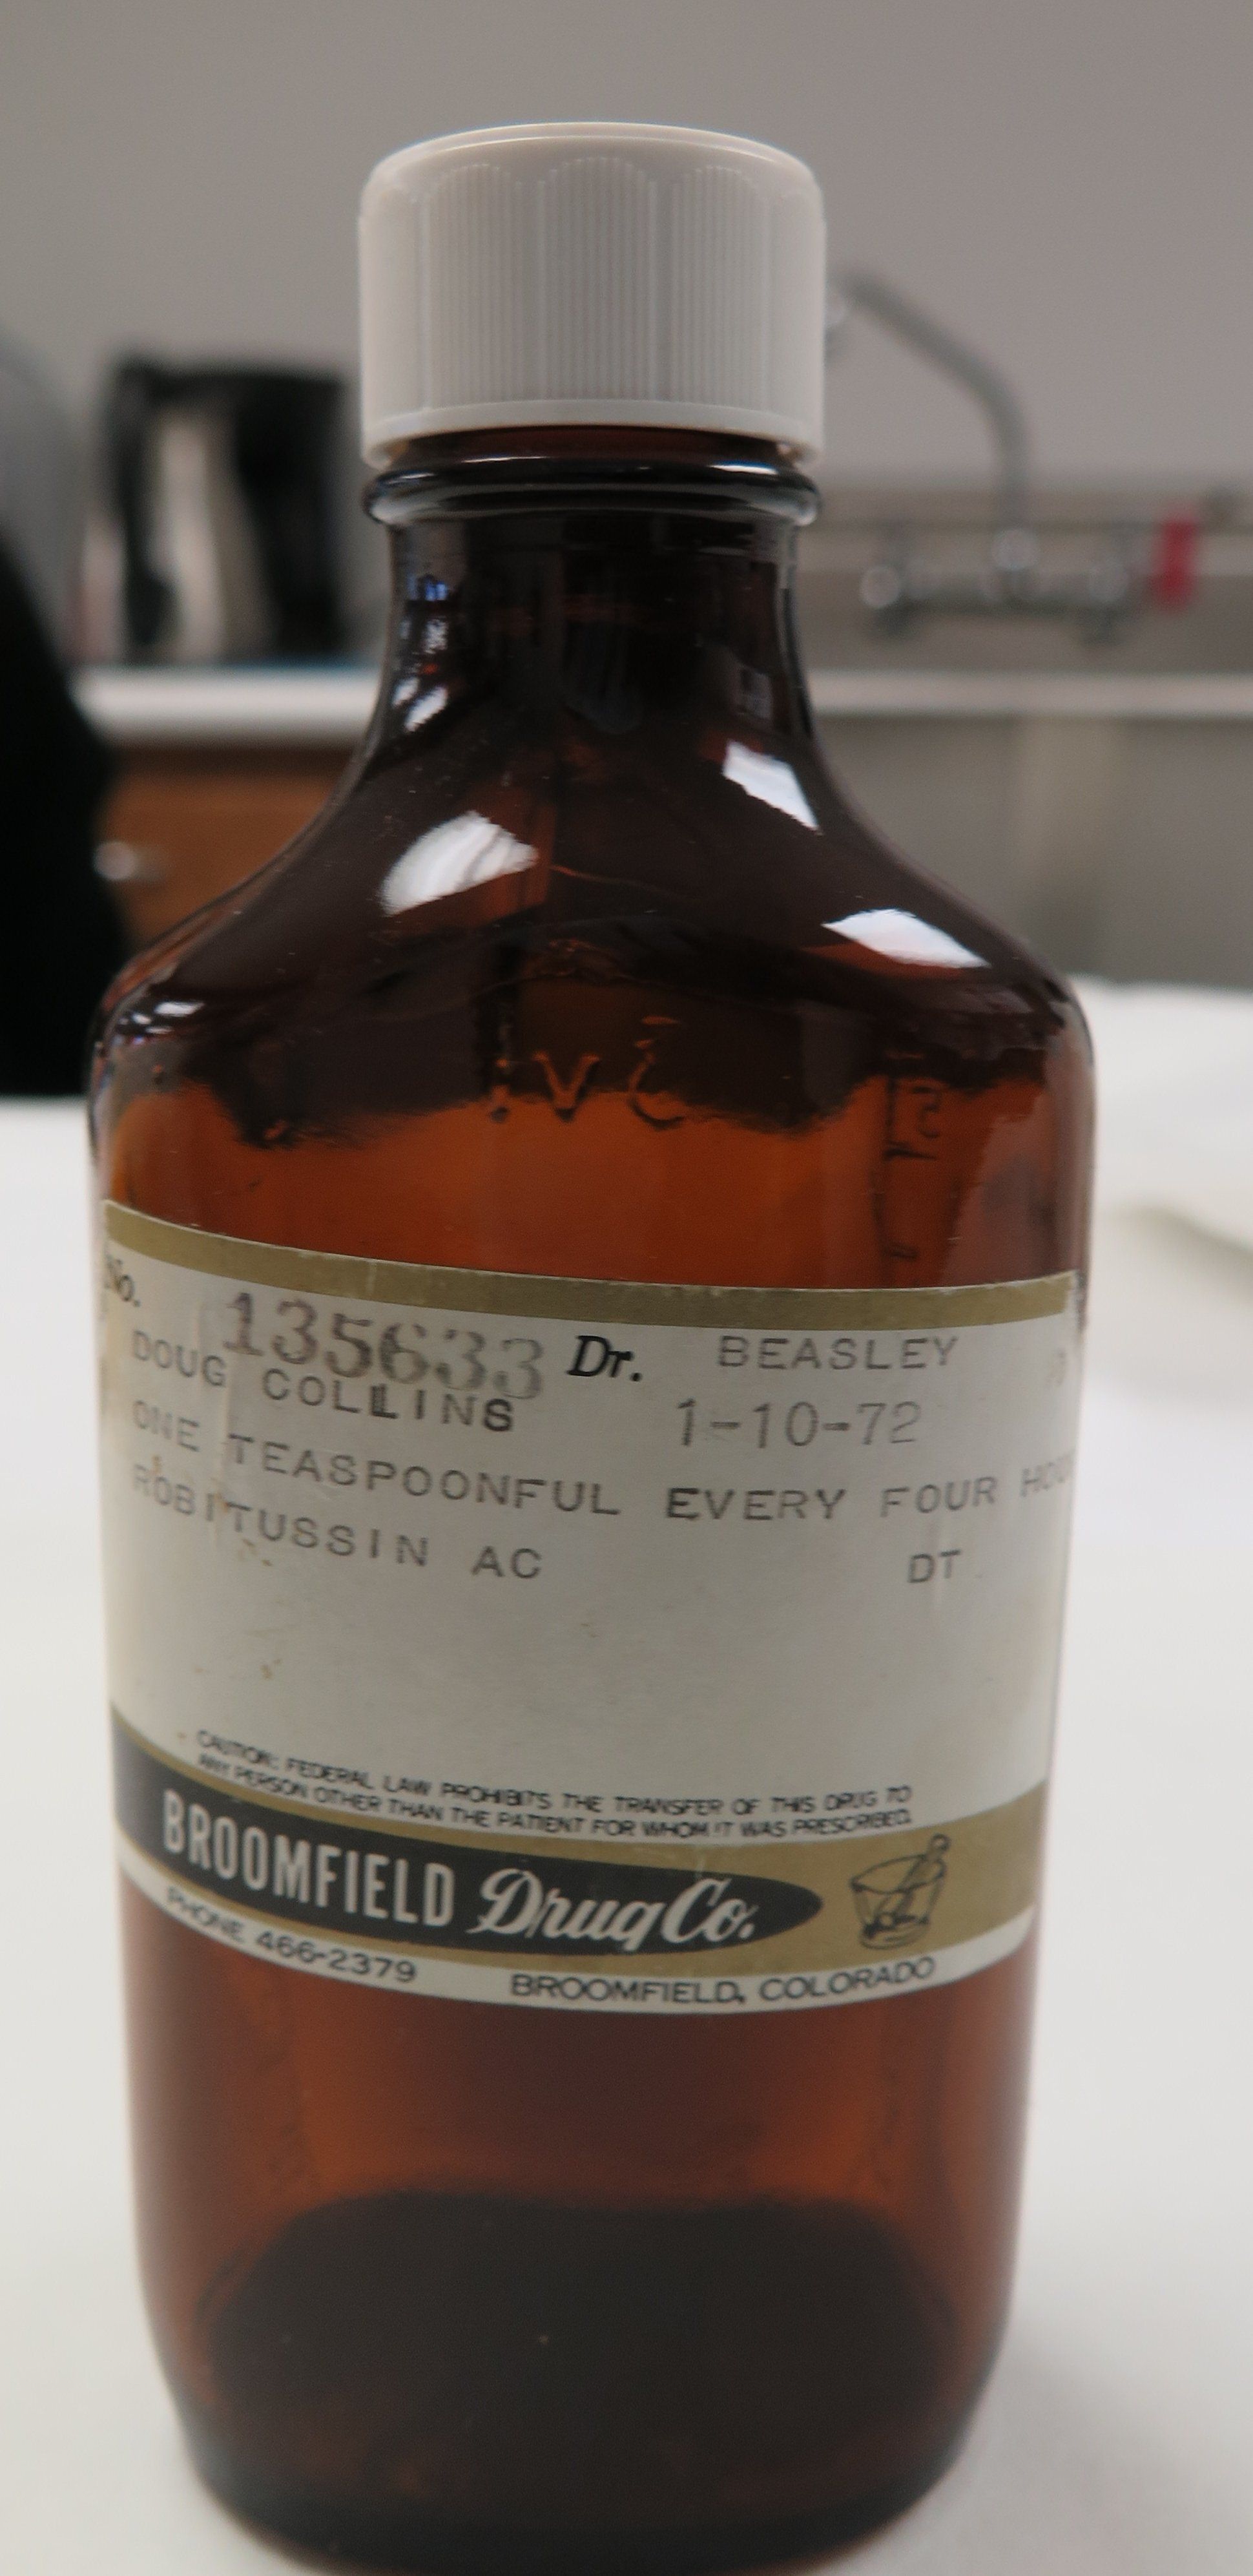 No. 135633 Dr. BEASLEY
DOUG COLLINS 1-10-72
ONE TEASPOONFUL EVERY FOUR
ROBITUSSIN AC DT
CAUTION: FEDERAL LAW PROHIBITS THE TRANSFER OF THIS DRUG TO
ANY PERSON OTHER THAN THE PATIENT FOR WHOM IT WAS PRESCRIBED.
BROOMFIELD Drug Co.
PHONE 466-2379 BROOMFIELD, COLORADO